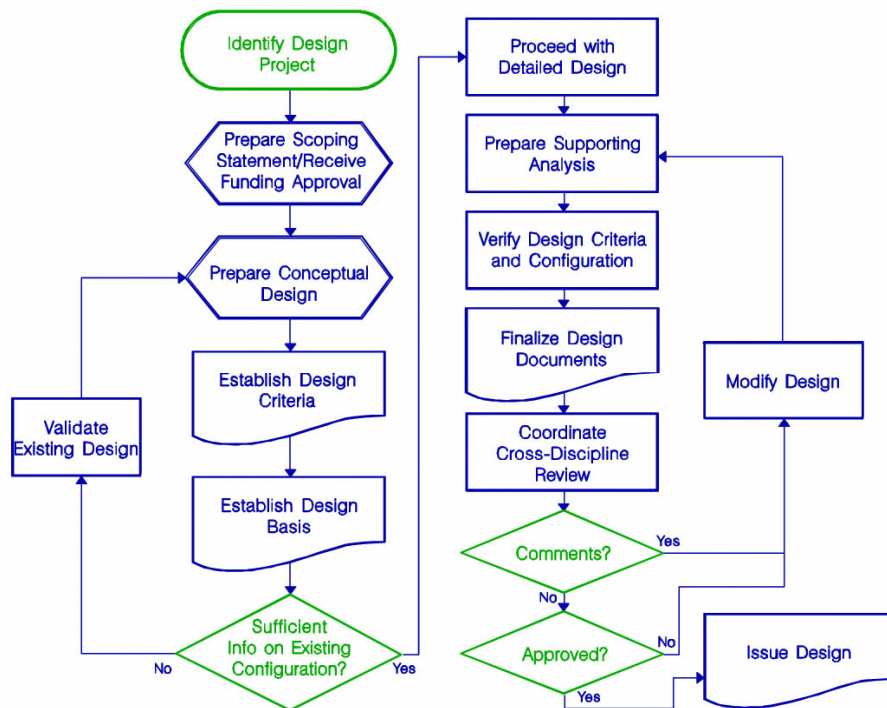 Identify Design
Project
Prepare Scoping
Statement/Receive
Funding Approval
Prepare Conceptual
Design
Establish Design
Criteria
Validate
Existing Design
Establish Design
Basis
Sufficient
Info on Existing
Configuration?
No
Yes
Proceed with
Detailed Design
Prepare Supporting
Analysis
Verify Design Criteria
and Configuration
Finalize Design
Documents
Modify Design
Coordinate
Cross-Discipline
Review
Comments?
Yes
No
Approved?
No
Yes
Issue Design